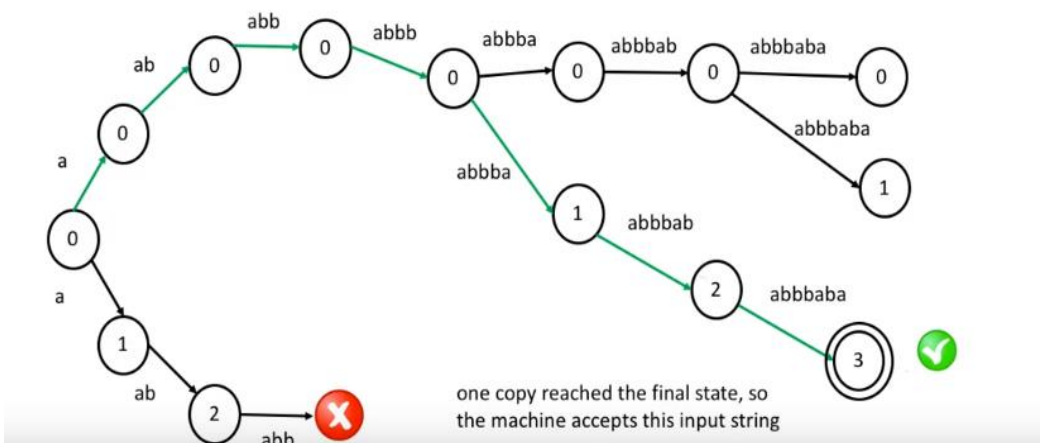 abb
abbb
abbba
abbbab
abbbaba
ab
0
0
0
0
0
0
0
a
abbbaba
abbba
1
0
1
abbbab
a
2
abbbaba
1
3
ab
one copy reached the final state, so
the machine accepts this input string
2
abb